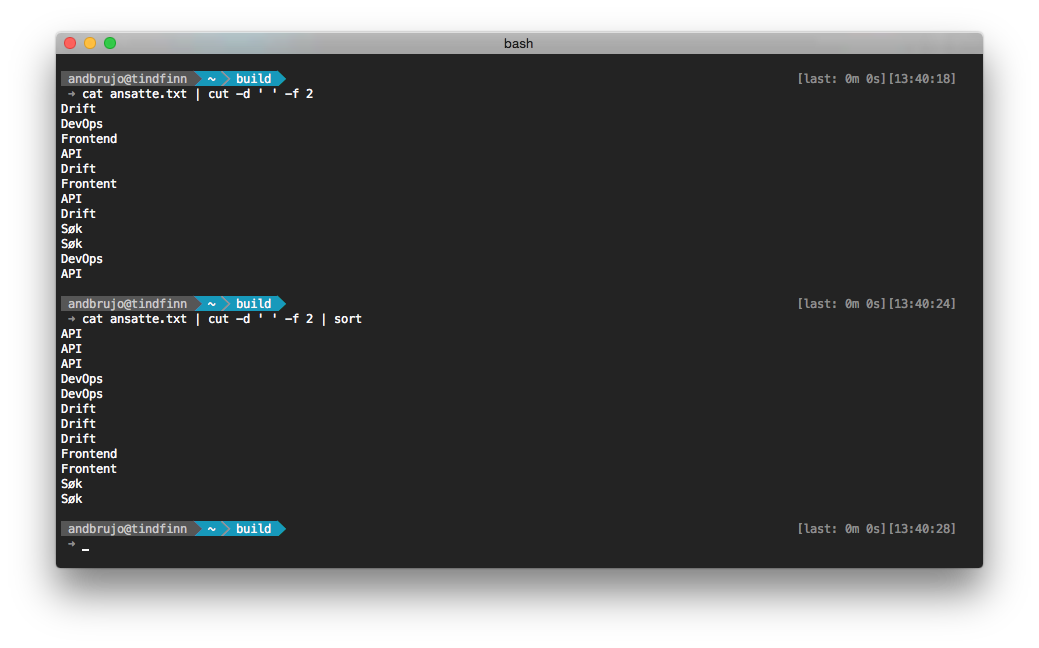 bash
andbrujo@tindfinn ~ build [last: 0m 0s][13:40:18]
➜ cat ansatte.txt | cut -d ' ' -f 2
Drift
DevOps
Frontend
API
Drift
Frontent
API
Drift
Søk
Søk
DevOps
API
andbrujo@tindfinn ~ build [last: 0m 0s][13:40:24]
➜ cat ansatte.txt | cut -d ' ' -f 2 | sort
API
API
API
DevOps
DevOps
Drift
Drift
Drift
Frontend
Frontent
Søk
Søk
andbrujo@tindfinn ~ build [last: 0m 0s][13:40:28]
➜ _